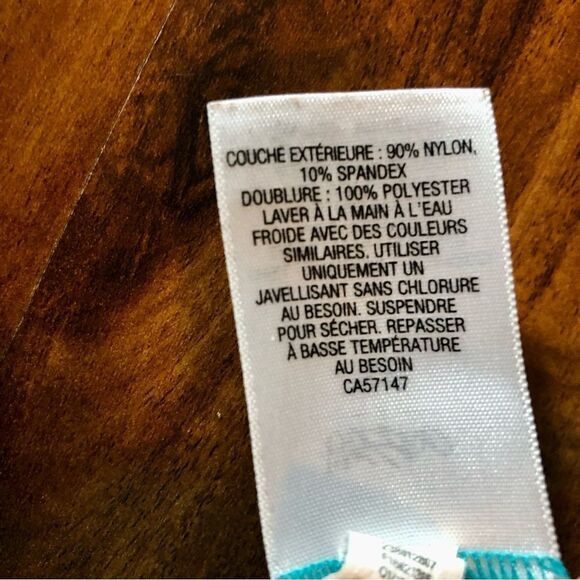 COUCHE EXTÉRIEURE : 90% NYLON,
10% SPANDEX
DOUBLURE : 100% POLYESTER
LAVER À LA MAIN À L'EAU
FROIDE AVEC DES COULEURS
SIMILAIRES. UTILISER
UNIQUEMENT UN
JAVELLISANT SANS CHLORURE
AU BESOIN. SUSPENDRE
POUR SÉCHER. REPASSER
À BASSE TEMPÉRATURE
AU BESOIN
CA57147